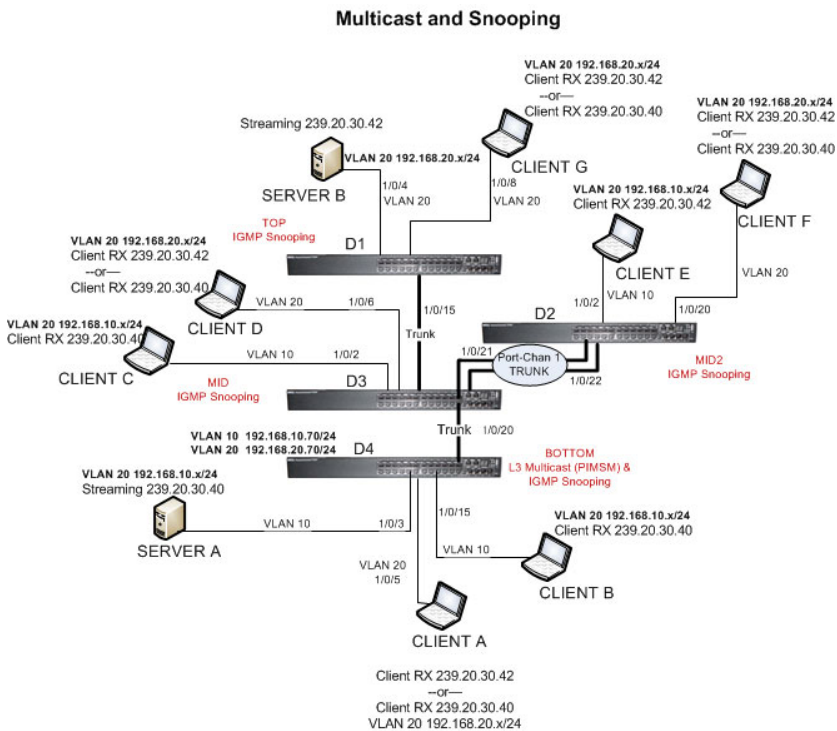 Multicast and Snooping
VLAN 20 192.168.20.x/24
Client RX 239.20.30.42
--or—
Client RX 239.20.30.40
VLAN 20 192.168.20.x/24
Client RX 239.20.30.42
--or—
Client RX 239.20.30.40
Streaming 239.20.30.42
VLAN 20 192.168.20.x/24
SERVER B
CLIENT G
1/0/4
VLAN 20
1/0/8
VLAN 20
VLAN 20 192.168.10.x/24
Client RX 239.20.30.42
CLIENT F
TOP
IGMP Snooping
D1
CLIENT E
VLAN 20
VLAN 20 192.168.20.x/24
Client RX 239.20.30.42
--or—
Client RX 239.20.30.40
VLAN 20
1/0/6
CLIENT D
1/0/15
Trunk
D2
1/0/2
VLAN 10
1/0/20
VLAN 20 192.168.10.x/24
Client RX 239.20.30.40
VLAN 10
1/0/2
CLIENT C
1/0/21
Port-Chan 1
TRUNK
1/0/22
MID2
IGMP Snooping
MID
IGMP Snooping
D3
Trunk
1/0/20
VLAN 10 192.168.10.70/24
VLAN 20 192.168.20.70/24
D4
BOTTOM
L3 Multicast (PIMSM) &
IGMP Snooping
VLAN 20 192.168.10.x/24
Streaming 239.20.30.40
SERVER A
VLAN 10
1/0/3
1/0/15
VLAN 10
VLAN 20 192.168.10.x/24
Client RX 239.20.30.40
CLIENT B
VLAN 20
1/0/5
CLIENT A
Client RX 239.20.30.42
--or—
Client RX 239.20.30.40
VLAN 20 192.168.20.x/24